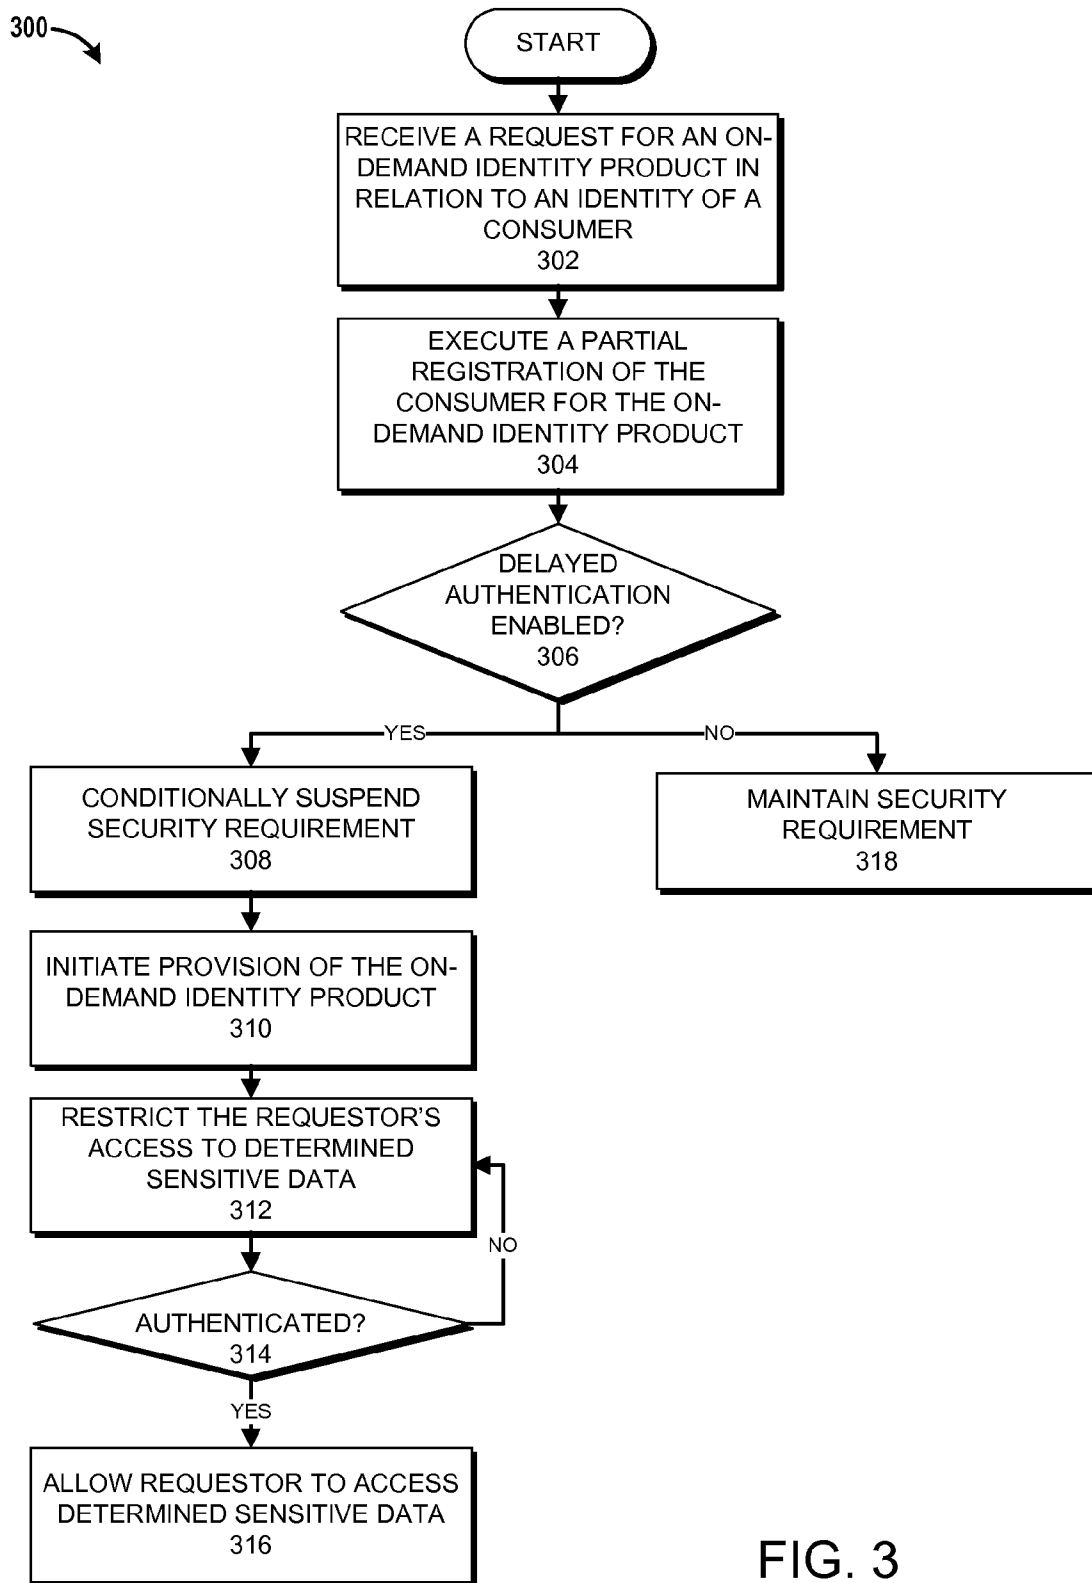 300
START
RECEIVE A REQUEST FOR AN ON-
DEMAND IDENTITY PRODUCT IN
RELATION TO AN IDENTITY OF A
CONSUMER
302
EXECUTE A PARTIAL
REGISTRATION OF THE
CONSUMER FOR THE ON-
DEMAND IDENTITY PRODUCT
304
DELAYED
AUTHENTICATION
ENABLED?
306
YES
NO
CONDITIONALLY SUSPEND
SECURITY REQUIREMENT
308
MAINTAIN SECURITY
REQUIREMENT
318
INITIATE PROVISION OF THE ON-
DEMAND IDENTITY PRODUCT
310
RESTRICT THE REQUESTOR'S
ACCESS TO DETERMINED
SENSITIVE DATA
312
NO
AUTHENTICATED?
314
YES
ALLOW REQUESTOR TO ACCESS
DETERMINED SENSITIVE DATA
316
FIG. 3